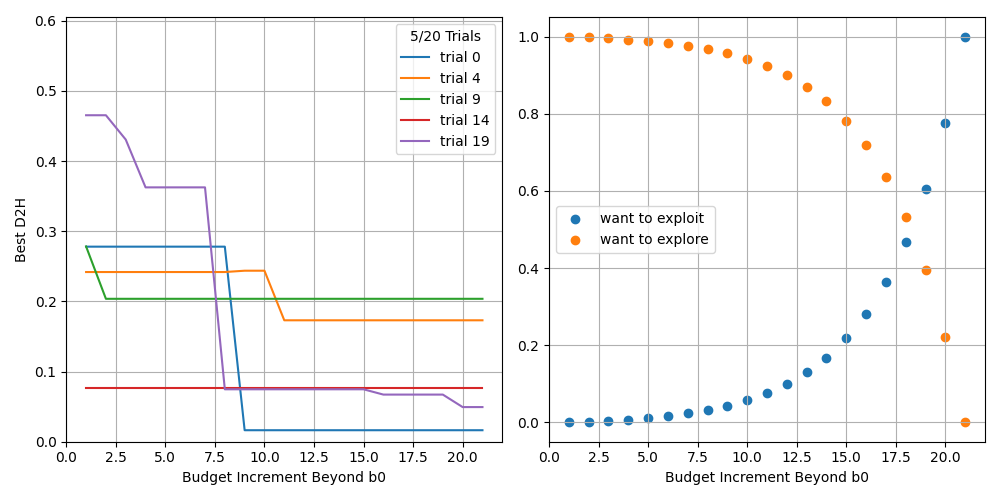 0.6
0.5
0.4
0.3
0.2
0.1
0.0
Best D2H
5/20 Trials
trial 0
trial 4
trial 9
trial 14
trial 19
0.0 2.5 5.0 7.5 10.0 12.5 15.0 17.5 20.0
Budget Increment Beyond b0
1.0
0.8
0.6
0.4
0.2
0.0
want to exploit
want to explore
0.0 2.5 5.0 7.5 10.0 12.5 15.0 17.5 20.0
Budget Increment Beyond b0